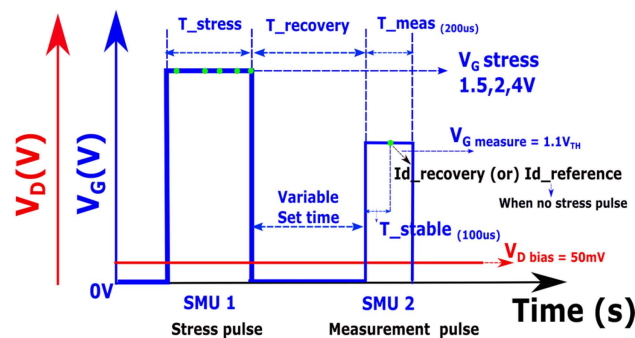 T_stress T_recovery T_meas (200us)
V_G stress
1.5,2,4V
V_G measure = 1.1V_TH
Id_recovery (or) Id_reference
When no stress pulse
Variable
Set time
T_stable (100us)
V_D bias = 50mV
V_D(V)
V_G(V)
0V
SMU 1 SMU 2
Time (s)
Stress pulse Measurement pulse